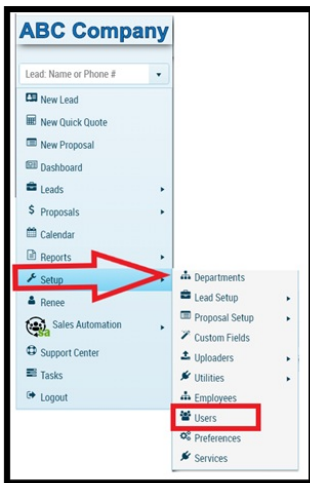 ABC Company
Lead: Name or Phone #
New Lead
New Quick Quote
New Proposal
Dashboard
Leads
$ Proposals
Calendar
Reports
Setup
Renee
sa Sales Automation
Support Center
Tasks
Logout
Departments
Lead Setup
Proposal Setup
Custom Fields
Uploaders
Utilities
Employees
Users
Preferences
Services